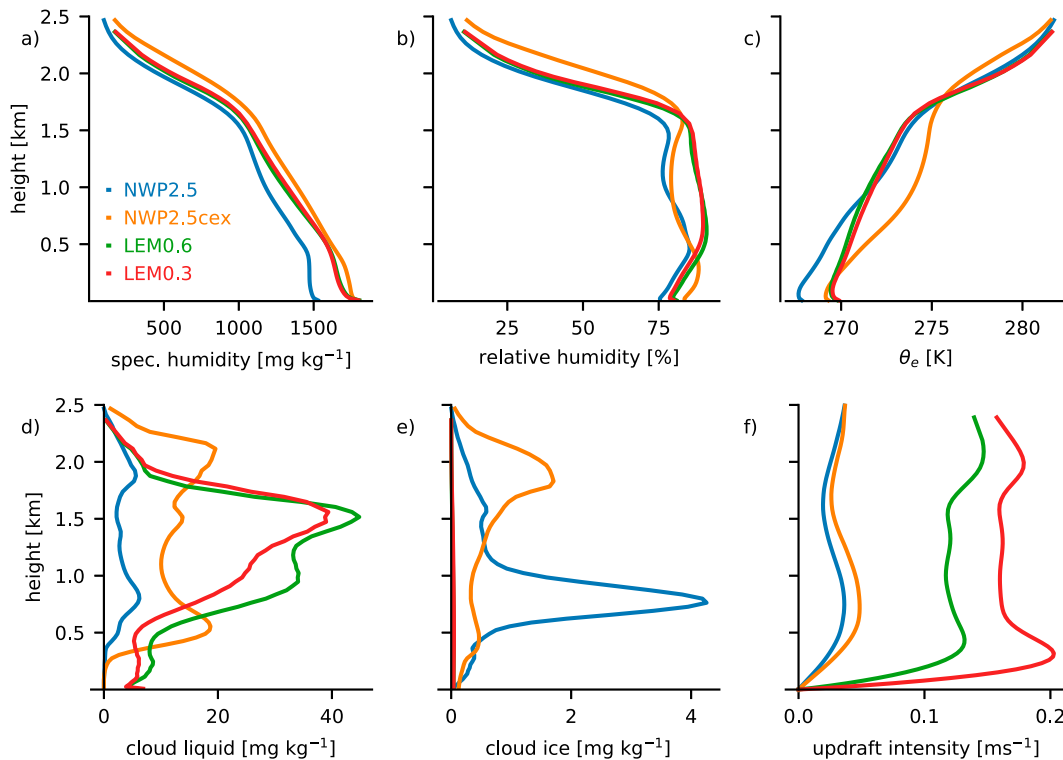 a)
2.5
2.0
1.5
1.0
0.5
height [km]
NWP2.5
NWP2.5cex
LEM0.6
LEM0.3
500 1000 1500
spec. humidity [mg kg⁻¹]
b)
25 50 75
relative humidity [%]
c)
270 275 280
θₑ [K]
d)
2.5
2.0
1.5
1.0
0.5
height [km]
0 20 40
cloud liquid [mg kg⁻¹]
e)
0 2 4
cloud ice [mg kg⁻¹]
f)
0.0 0.1 0.2
updraft intensity [ms⁻¹]